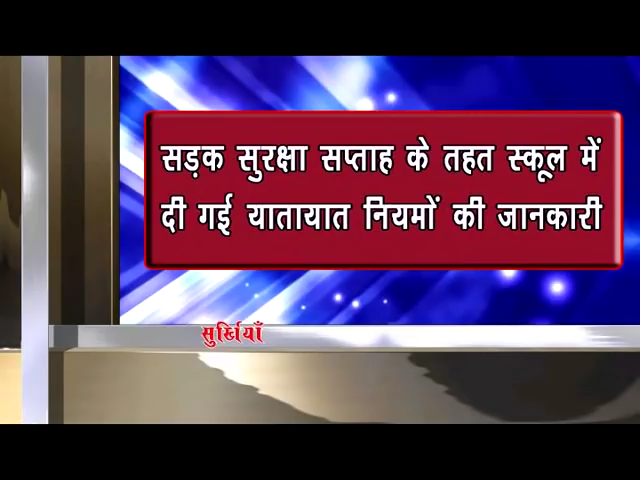 सड़क सुरक्षा सप्ताह के तहत स्कूल में
दी गई यातायात नियमों की जानकारी
सुर्ख़ियाँ